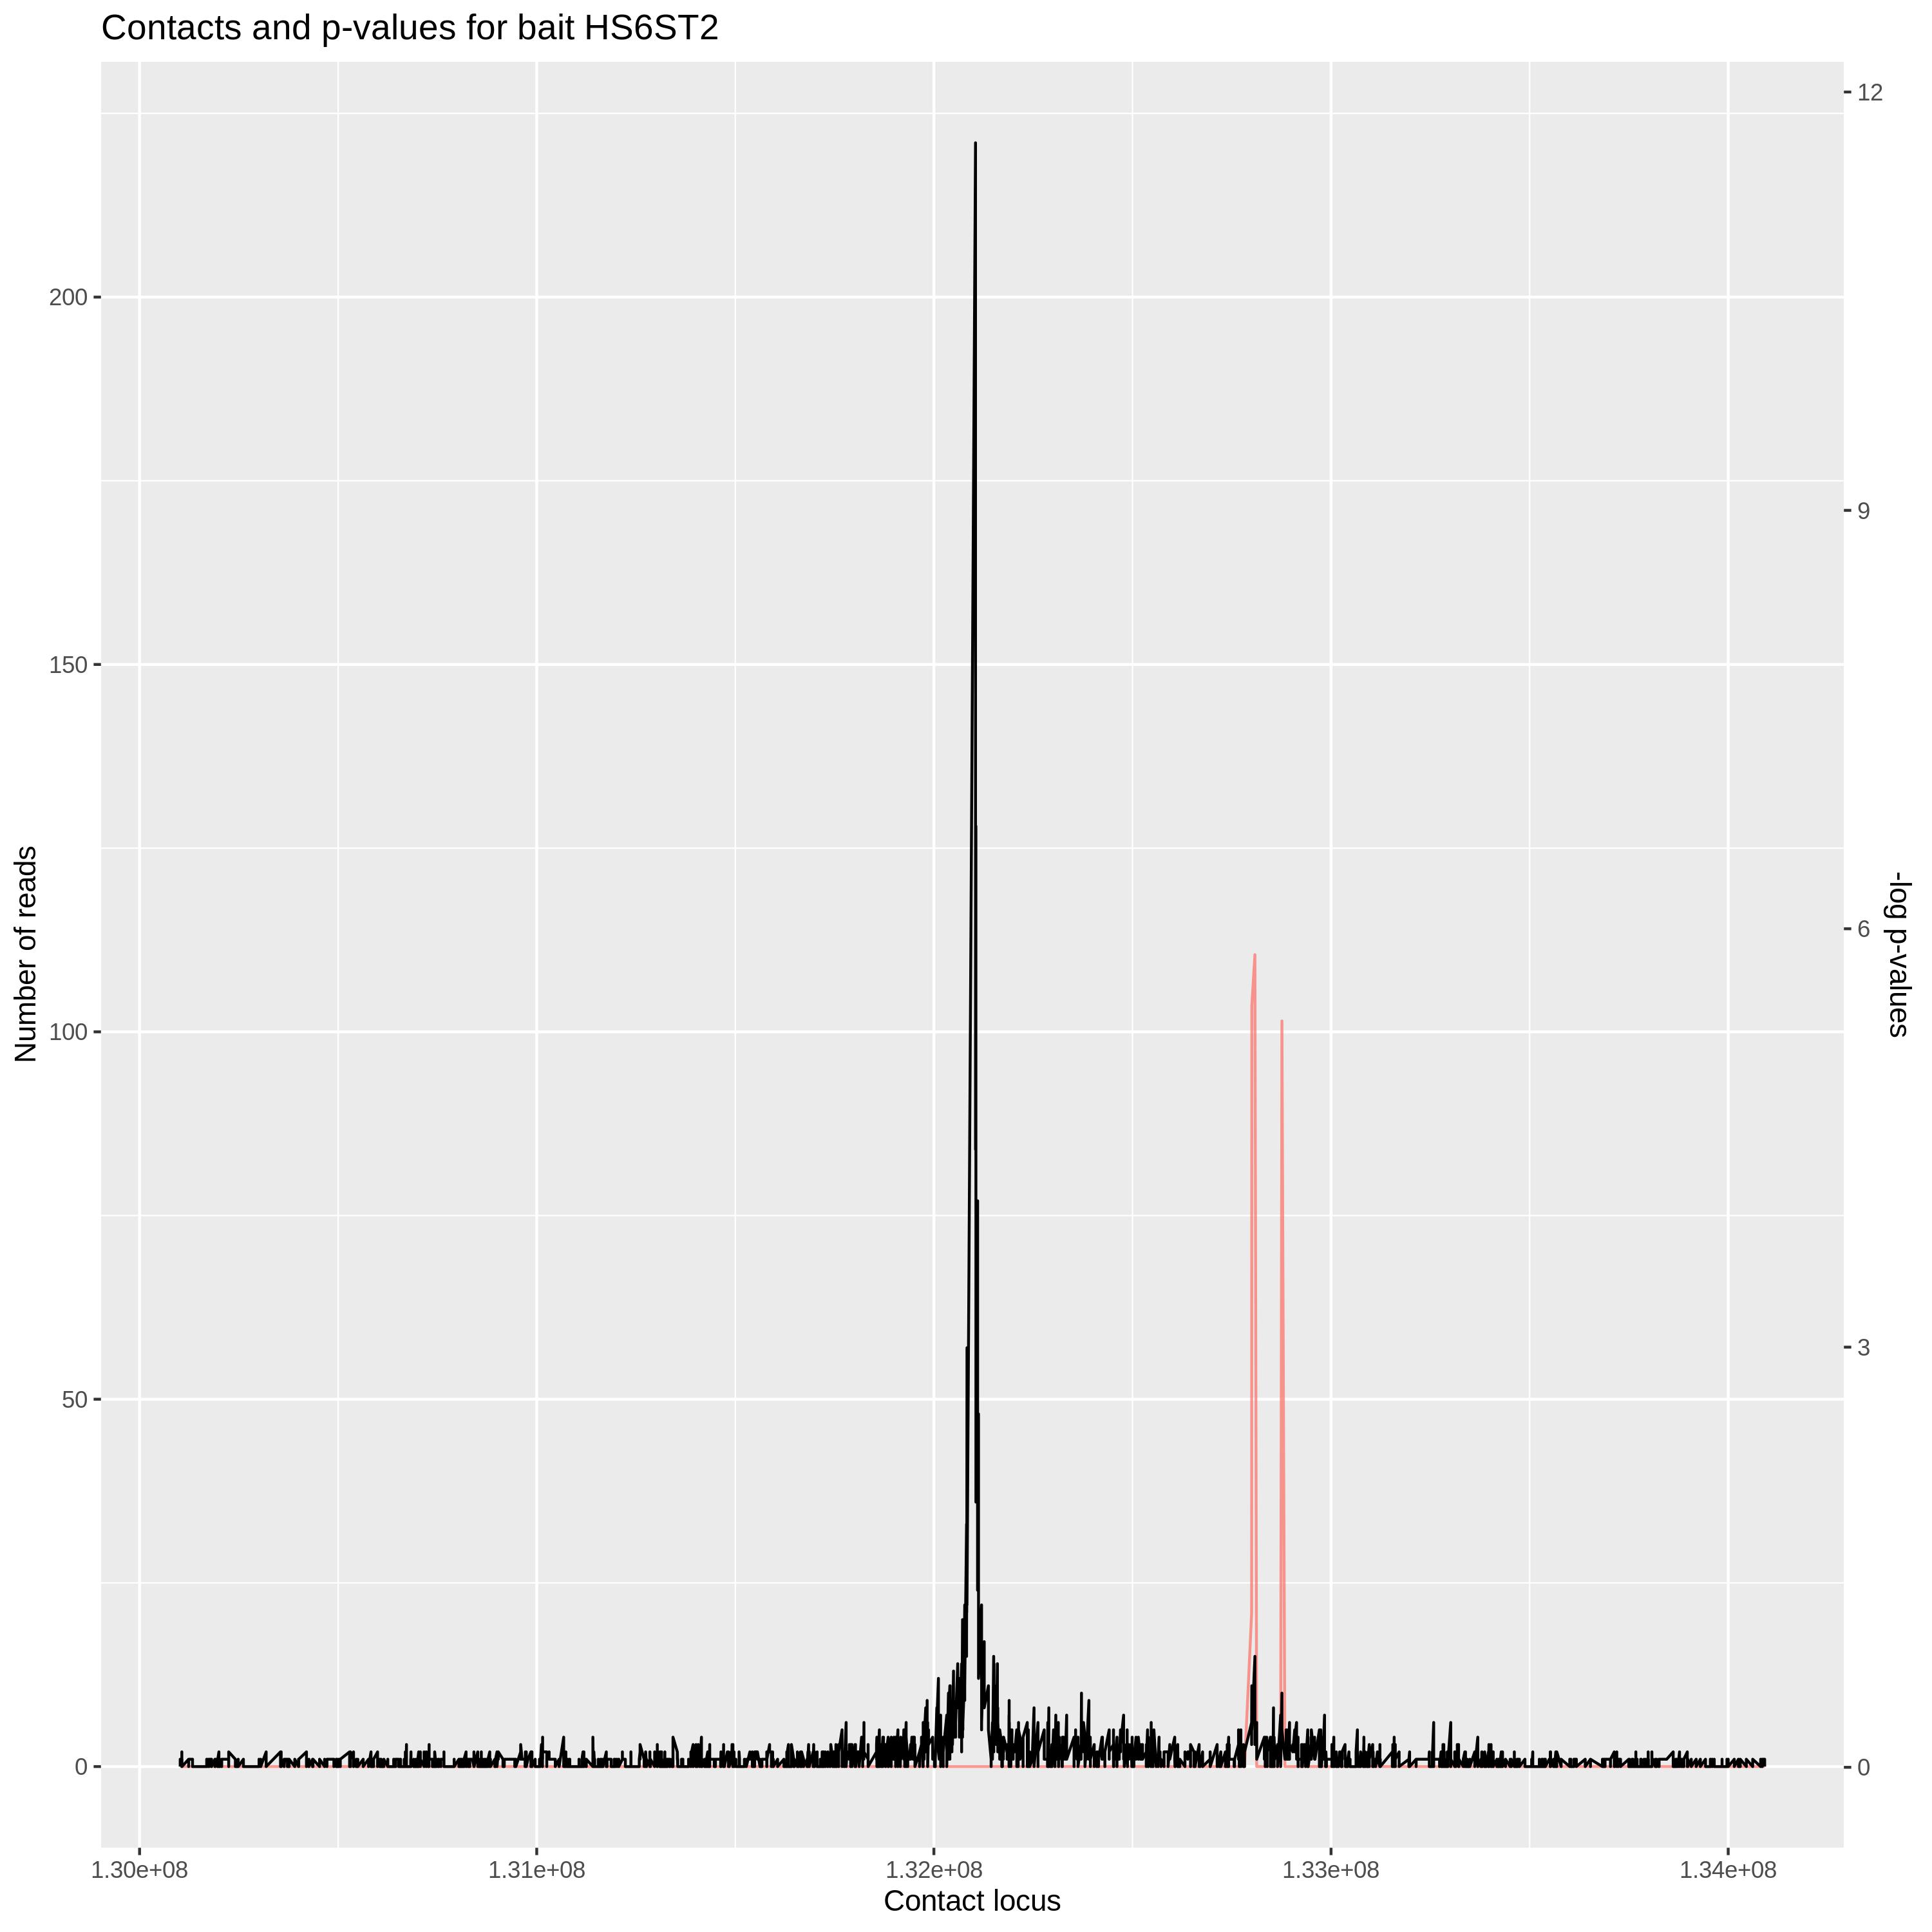 Contacts and p-values for bait HS6ST2
200
150
100
50
0
Number of reads
12
9
6
3
0
-log p-values
1.30e+08
1.31e+08
1.32e+08
1.33e+08
1.34e+08
Contact locus